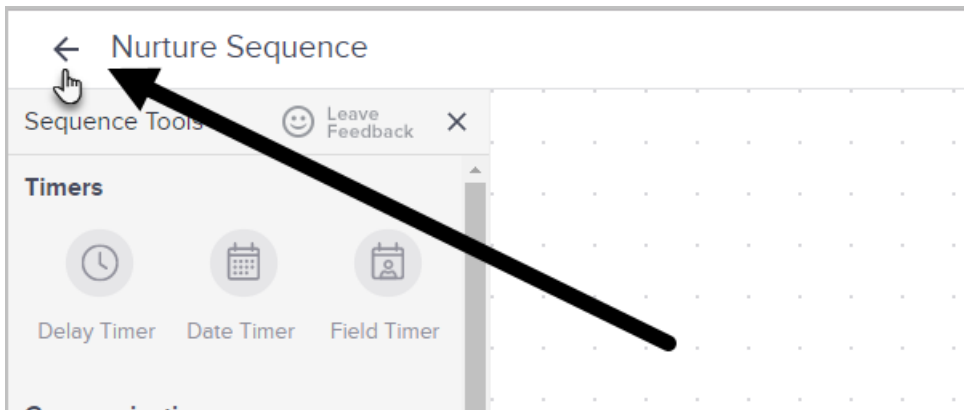 Nurture Sequence
Sequence Tools
Leave
Feedback
Timers
Delay Timer
Date Timer
Field Timer